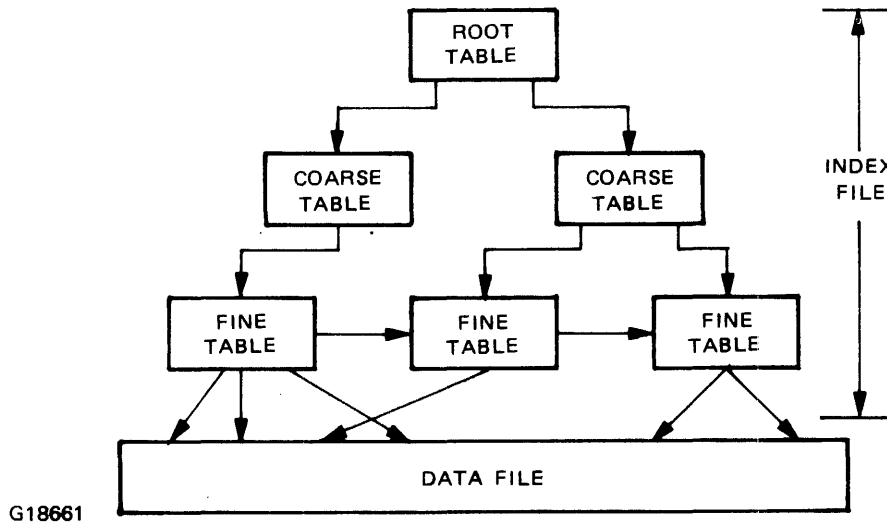 ROOT
TABLE
COARSE
TABLE
COARSE
TABLE
INDEX
FILE
FINE
TABLE
FINE
TABLE
FINE
TABLE
DATA FILE
G18661